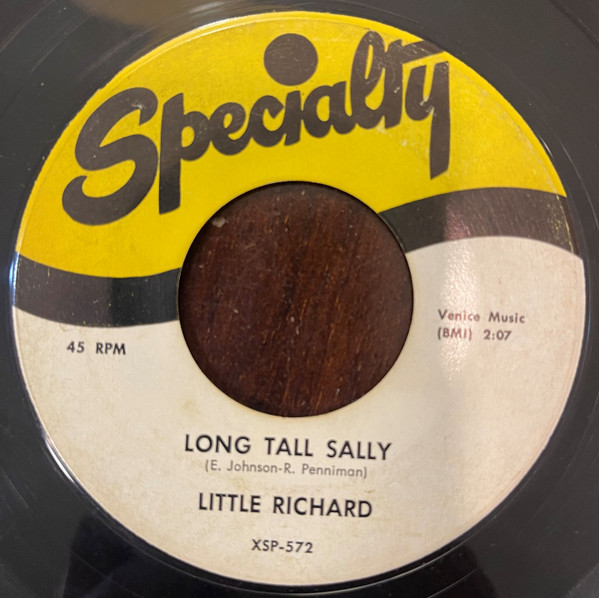 Specialty
45 RPM
Venice Music
(BMI) 2:07
LONG TALL SALLY
(E. Johnson-R. Penniman)
LITTLE RICHARD
XSP-572